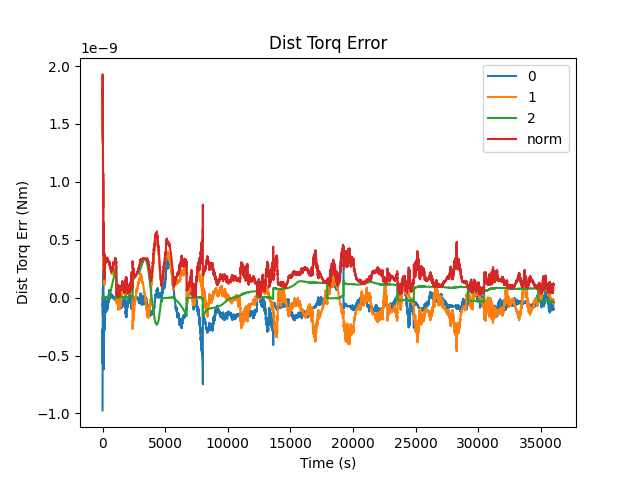 Dist Torq Error
1e−9
2.0
1.5
1.0
0.5
0.0
−0.5
−1.0
Dist Torq Err (Nm)
0
1
2
norm
0 5000 10000 15000 20000 25000 30000 35000
Time (s)